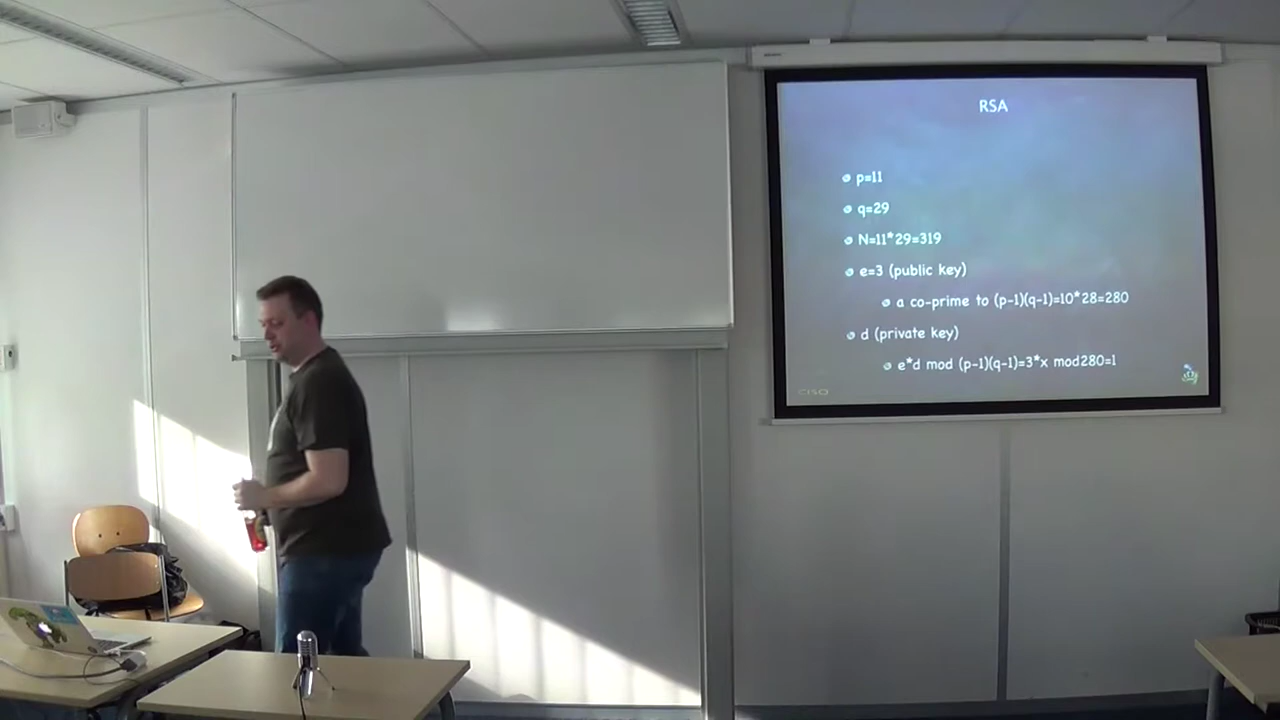 RSA
p=11
q=29
N=11*29=319
e=3 (public key)
a co-prime to (p-1)(q-1)=10*28=280
d (private key)
e*d mod (p-1)(q-1)=3*x mod280=1